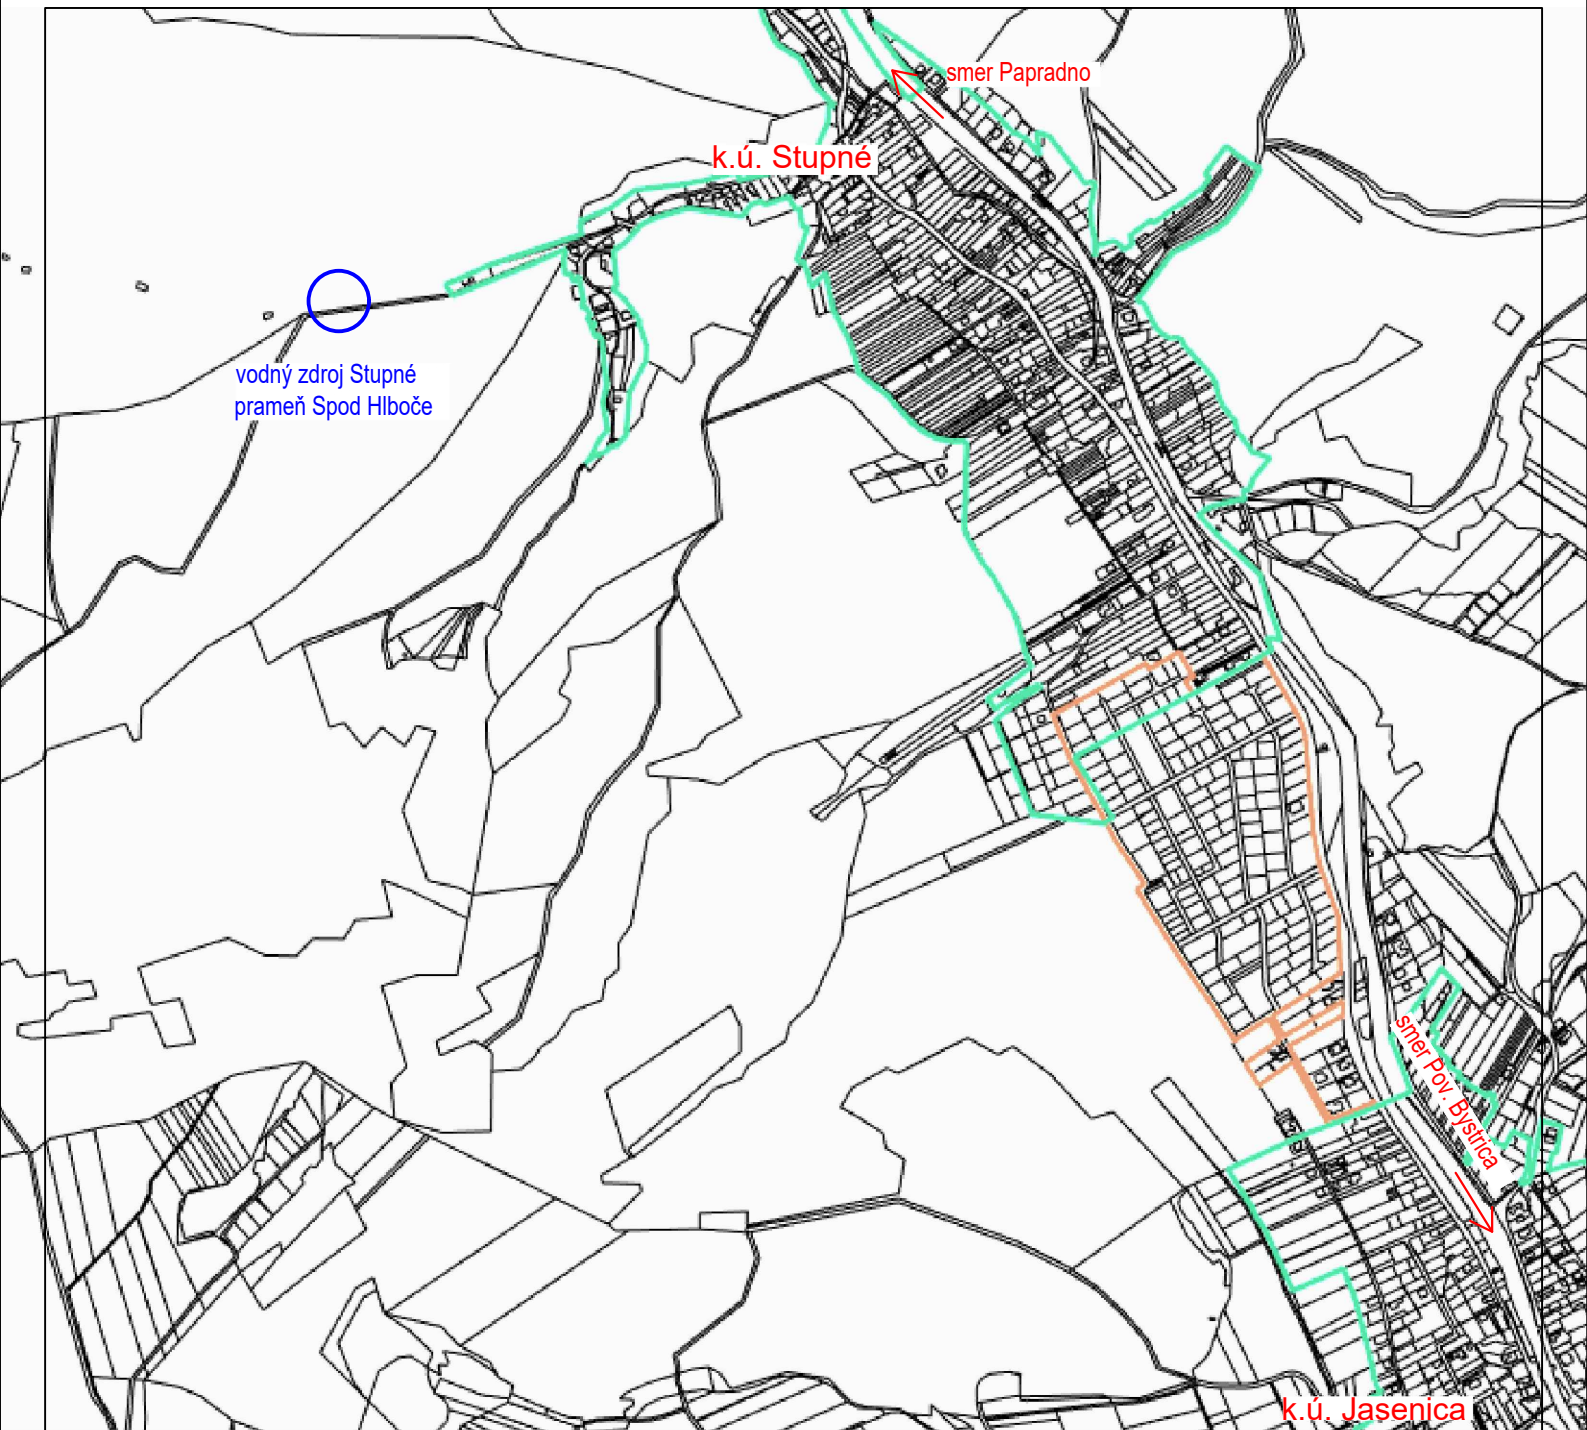 smer Papradno
k.ú. Stupné
vodný zdroj Stupné
prameň Spod Hlboče
smer Pov. Bystrica
k.ú. Jasenica